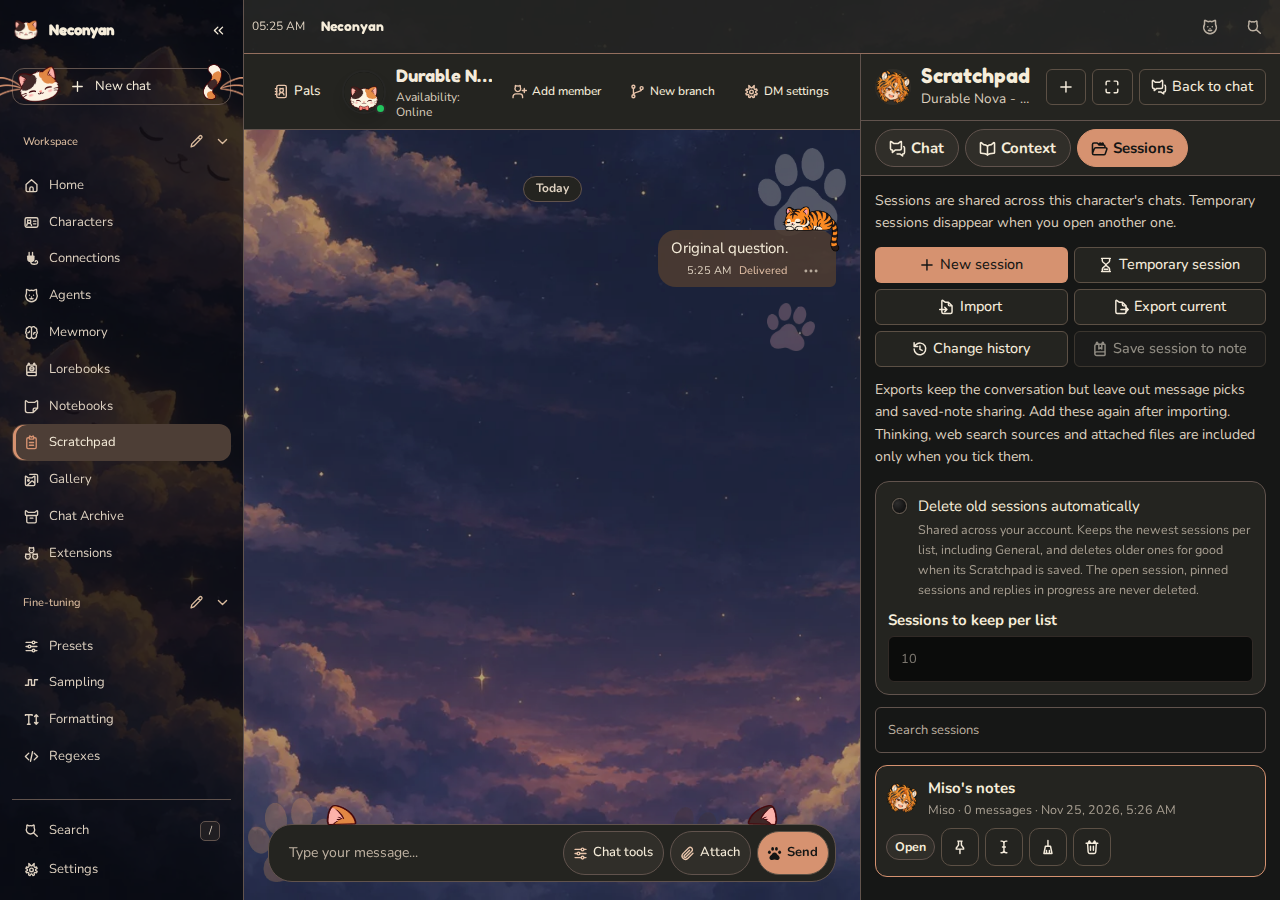 Neconyan
New chat
Workspace
Home
Characters
Connections
Agents
Mewmory
Lorebooks
Notebooks
Scratchpad
Gallery
Chat Archive
Extensions
Fine-tuning
Presets
Sampling
Formatting
Regexes
Search /
Settings
05:25 AM Neconyan
Pals
Durable N...
Availability:
Online
Add member
New branch
DM settings
Today
Original question.
5:25 AM Delivered
Type your message...
Chat tools
Attach
Send
Scratchpad
Durable Nova - ...
Back to chat
Chat
Context
Sessions
Sessions are shared across this character's chats. Temporary
sessions disappear when you open another one.
New session
Temporary session
Import
Export current
Change history
Save session to note
Exports keep the conversation but leave out message picks
and saved-note sharing. Add these again after importing.
Thinking, web search sources and attached files are included
only when you tick them.
Delete old sessions automatically
Shared across your account. Keeps the newest sessions per
list, including General, and deletes older ones for good
when its Scratchpad is saved. The open session, pinned
sessions and replies in progress are never deleted.
Sessions to keep per list
10
Search sessions
Miso's notes
Miso · 0 messages · Nov 25, 2026, 5:26 AM
Open